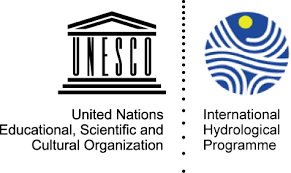 UNESCO
United Nations
Educational, Scientific and
Cultural Organization
International
Hydrological
Programme